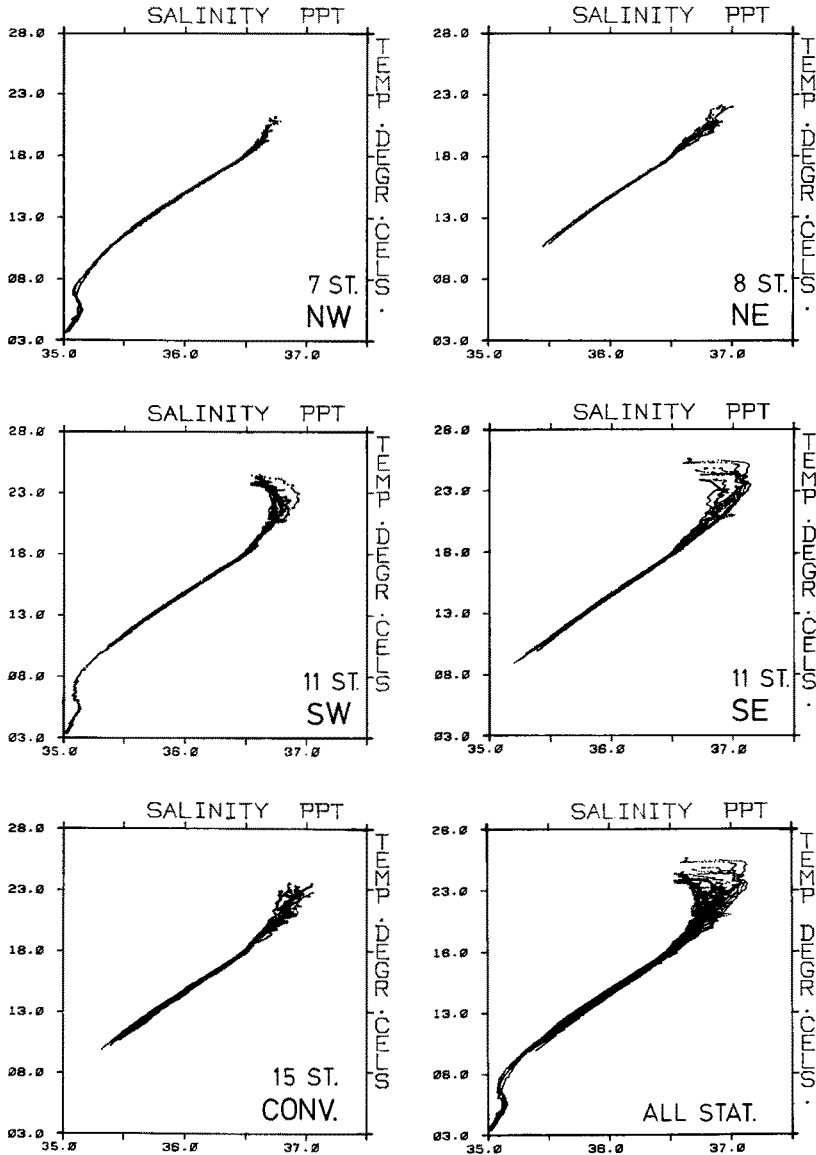 SALINITY PPT
28.0
23.0
18.0
13.0
08.0
03.0
35.0 36.0 37.0
TEMP.DEGR.CELS.
7 ST.
NW
SALINITY PPT
28.0
23.0
18.0
13.0
08.0
03.0
35.0 36.0 37.0
TEMP.DEGR.CELS.
8 ST.
NE
SALINITY PPT
28.0
23.0
18.0
13.0
08.0
03.0
35.0 36.0 37.0
TEMP.DEGR.CELS.
11 ST.
SW
SALINITY PPT
28.0
23.0
18.0
13.0
08.0
03.0
35.0 36.0 37.0
TEMP.DEGR.CELS.
11 ST.
SE
SALINITY PPT
28.0
23.0
18.0
13.0
08.0
03.0
35.0 36.0 37.0
TEMP.DEGR.CELS
15 ST.
CONV.
SALINITY PPT
28.0
23.0
18.0
13.0
08.0
03.0
35.0 36.0 37.0
TEMP DEGR.CELS.
ALL STAT.